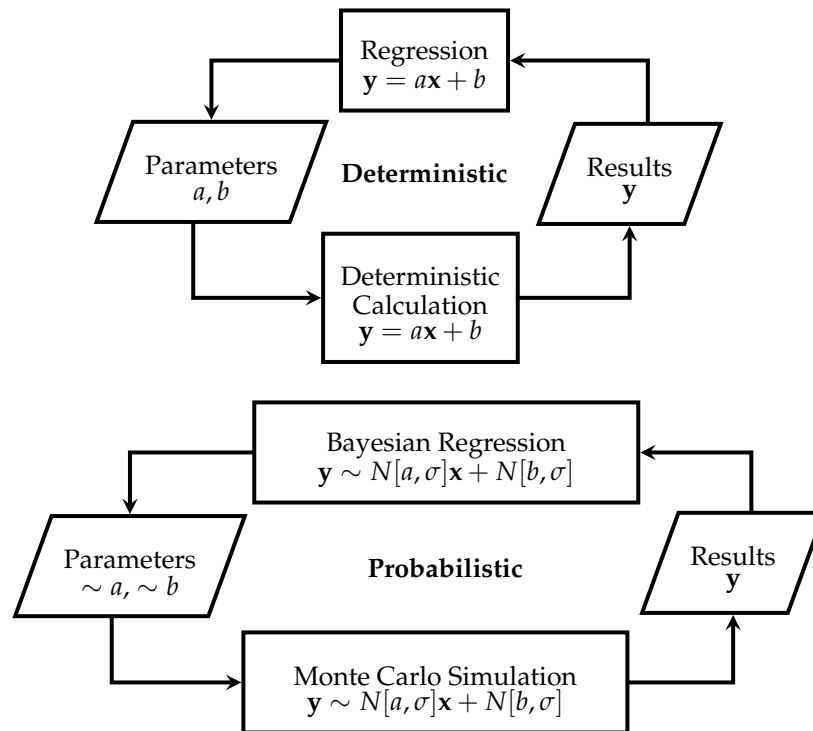 Regression
y = ax + b
Parameters
a, b
Deterministic
Results
y
Deterministic
Calculation
y = ax + b
Bayesian Regression
y ∼ N[a, σ]x + N[b, σ]
Parameters
∼ a, ∼ b
Probabilistic
Results
y
Monte Carlo Simulation
y ∼ N[a, σ]x + N[b, σ]